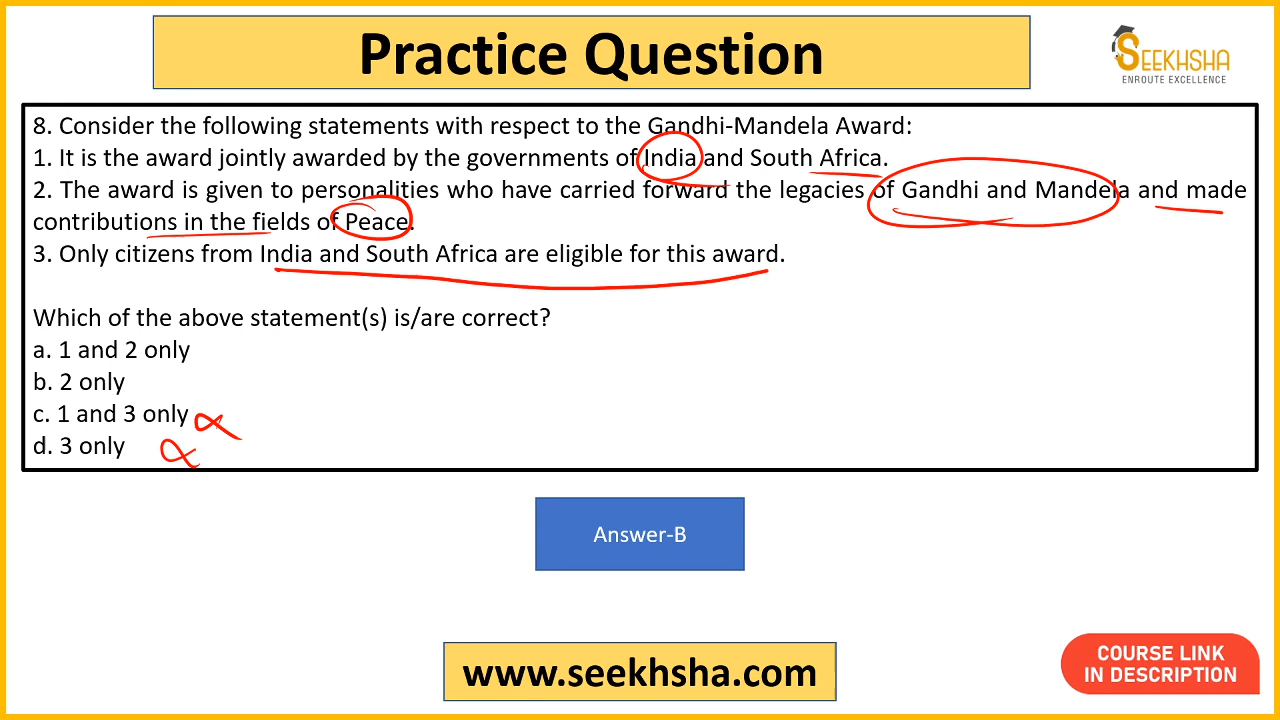 Practice Question
SEEKHSHA
ENROUTE EXCELLENCE
8. Consider the following statements with respect to the Gandhi-Mandela Award:
1. It is the award jointly awarded by the governments of India and South Africa.
2. The award is given to personalities who have carried forward the legacies of Gandhi and Mandela and made
contributions in the fields of Peace.
3. Only citizens from India and South Africa are eligible for this award.
Which of the above statement(s) is/are correct?
a. 1 and 2 only
b. 2 only
c. 1 and 3 only
d. 3 only
Answer-B
www.seekhsha.com
COURSE LINK
IN DESCRIPTION